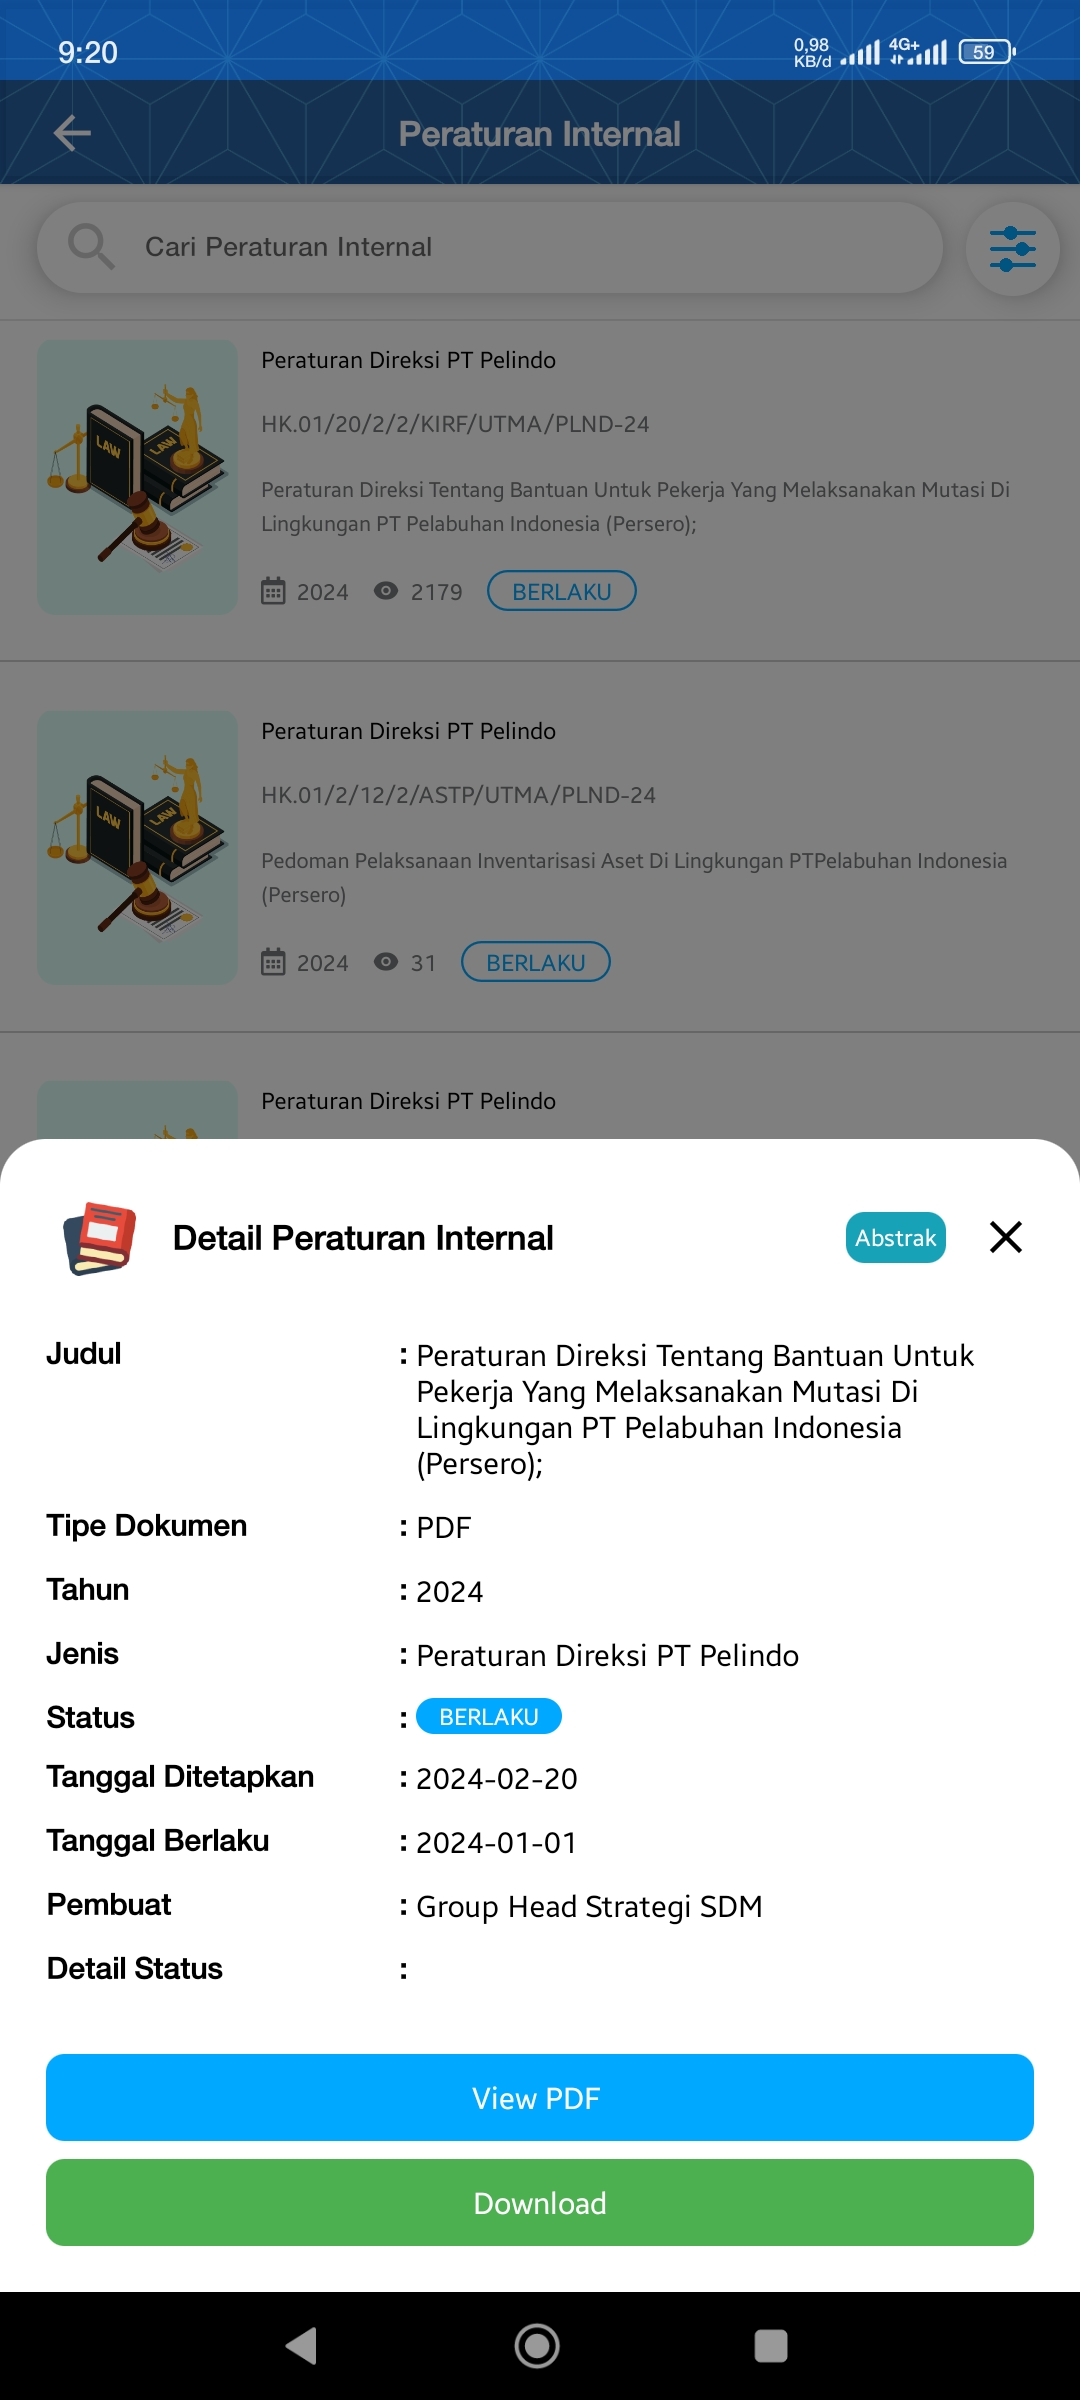 9:20
0,98
KB/d
4G+
59
Peraturan Internal
Cari Peraturan Internal
LAW
LAW
Peraturan Direksi PT Pelindo
HK.01/20/2/2/KIRF/UTMA/PLND-24
Peraturan Direksi Tentang Bantuan Untuk Pekerja Yang Melaksanakan Mutasi Di
Lingkungan PT Pelabuhan Indonesia (Persero);
2024 2179 BERLAKU
LAW
LAW
Peraturan Direksi PT Pelindo
HK.01/2/12/2/ASTP/UTMA/PLND-24
Pedoman Pelaksanaan Inventarisasi Aset Di Lingkungan PTPelabuhan Indonesia
(Persero)
2024 31 BERLAKU
Peraturan Direksi PT Pelindo
Detail Peraturan Internal
Abstrak
Judul : Peraturan Direksi Tentang Bantuan Untuk
Pekerja Yang Melaksanakan Mutasi Di
Lingkungan PT Pelabuhan Indonesia
(Persero);
Tipe Dokumen : PDF
Tahun : 2024
Jenis : Peraturan Direksi PT Pelindo
Status : BERLAKU
Tanggal Ditetapkan : 2024-02-20
Tanggal Berlaku : 2024-01-01
Pembuat : Group Head Strategi SDM
Detail Status :
View PDF
Download